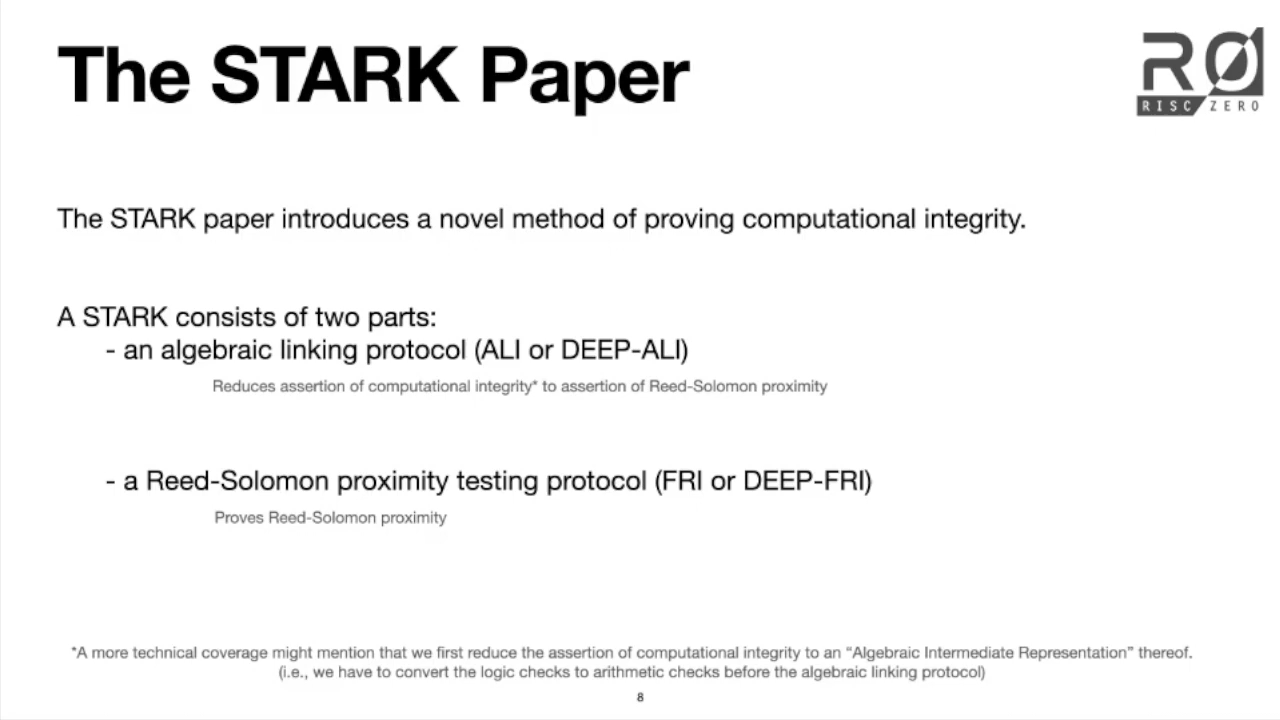 The STARK Paper
RØ
RISC ZERO
The STARK paper introduces a novel method of proving computational integrity.
A STARK consists of two parts:
- an algebraic linking protocol (ALI or DEEP-ALI)
Reduces assertion of computational integrity* to assertion of Reed-Solomon proximity
- a Reed-Solomon proximity testing protocol (FRI or DEEP-FRI)
Proves Reed-Solomon proximity
*A more technical coverage might mention that we first reduce the assertion of computational integrity to an “Algebraic Intermediate Representation” thereof.
(i.e., we have to convert the logic checks to arithmetic checks before the algebraic linking protocol)
8